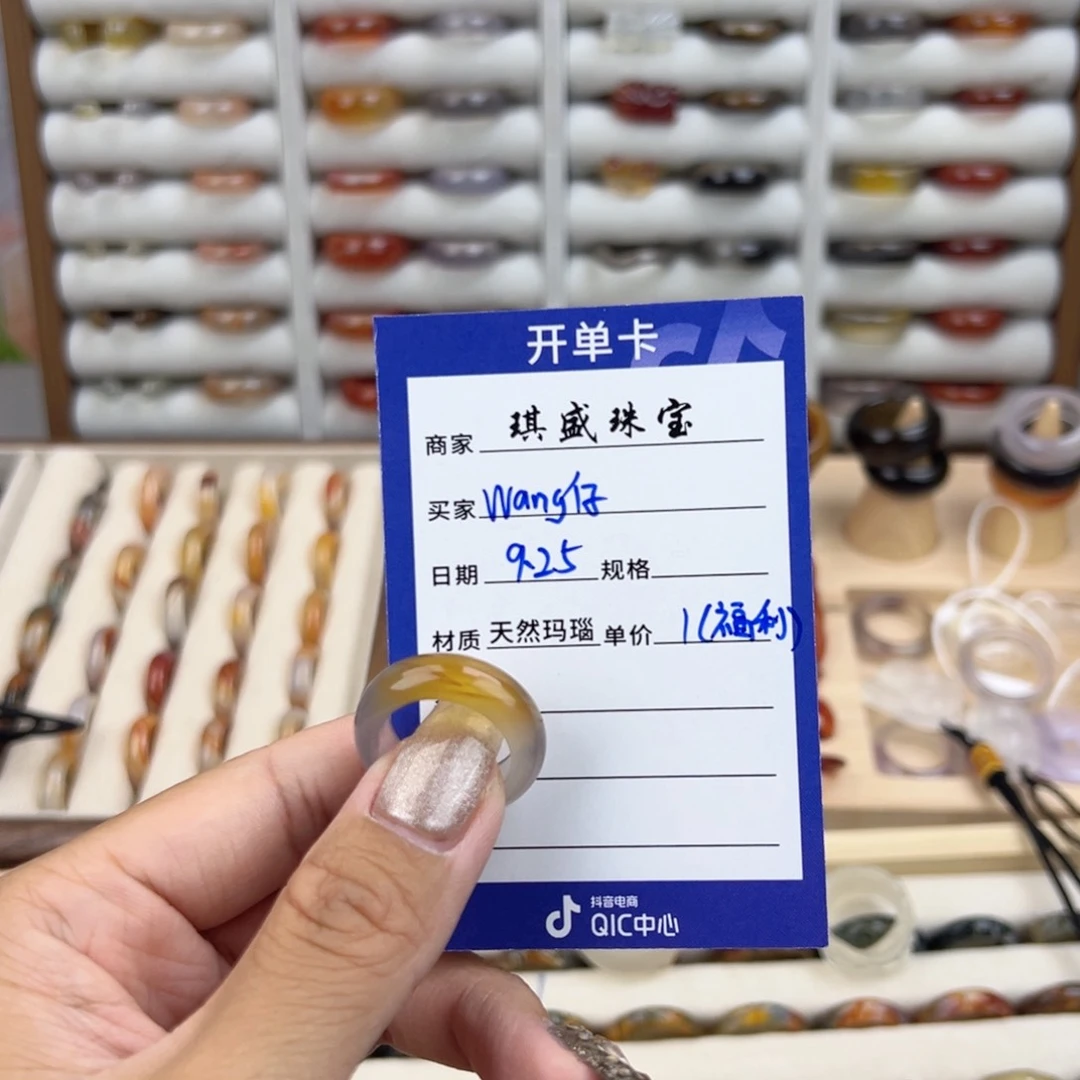 开单卡
商家 琪盛珠宝
买家 Wang仔
日期 9.25 规格
材质 天然玛瑙 单价 1(福利)
抖音电商
QIC中心